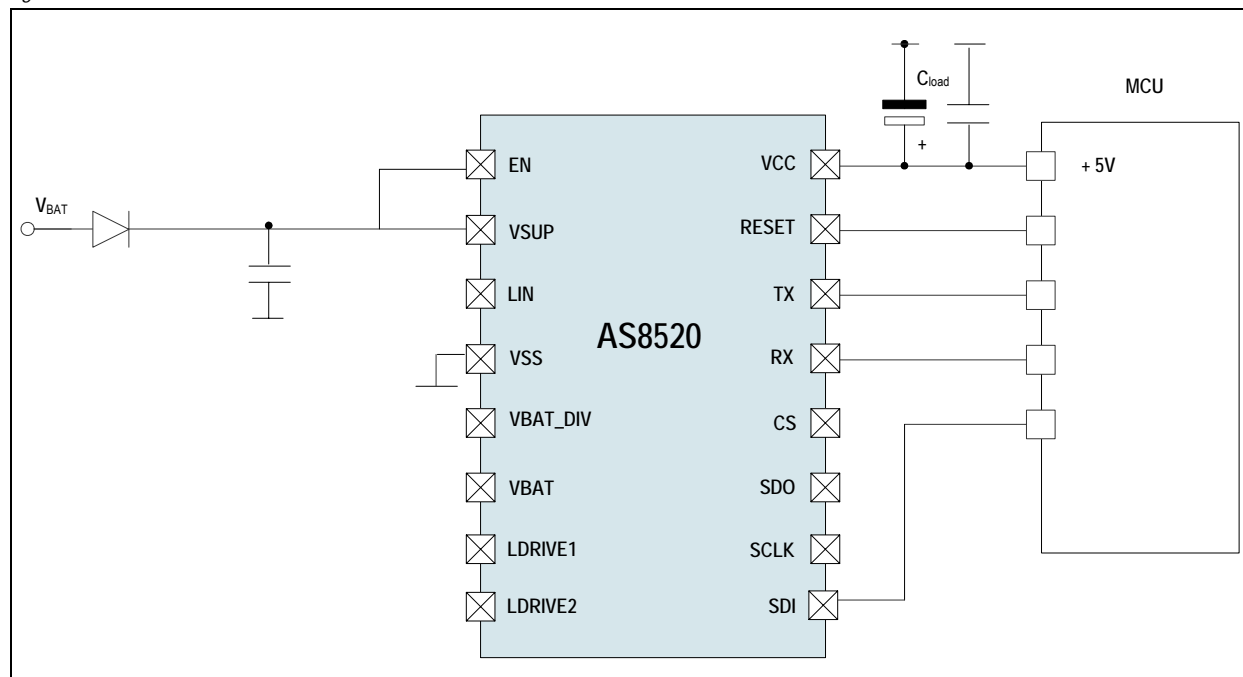 C_load
MCU
EN
VCC
+ 5V
+
V_BAT
VSUP
RESET
LIN
TX
AS8520
VSS
RX
VBAT_DIV
CS
VBAT
SDO
LDRIVE1
SCLK
LDRIVE2
SDI